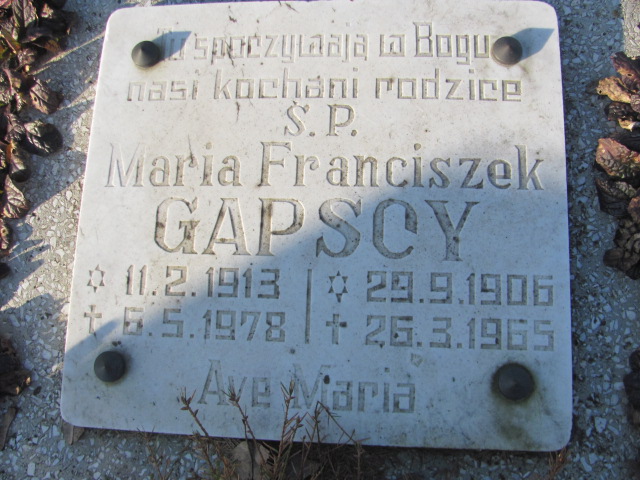 Tu spoczywają w Bogu
nasi kochani rodzice
Ś.P.
Maria Franciszek
GAPSCY
✡ 11.2.1913 | ✡ 29.9.1906
✝ 6.5.1978 | ✝ 26.3.1965
Ave Maria